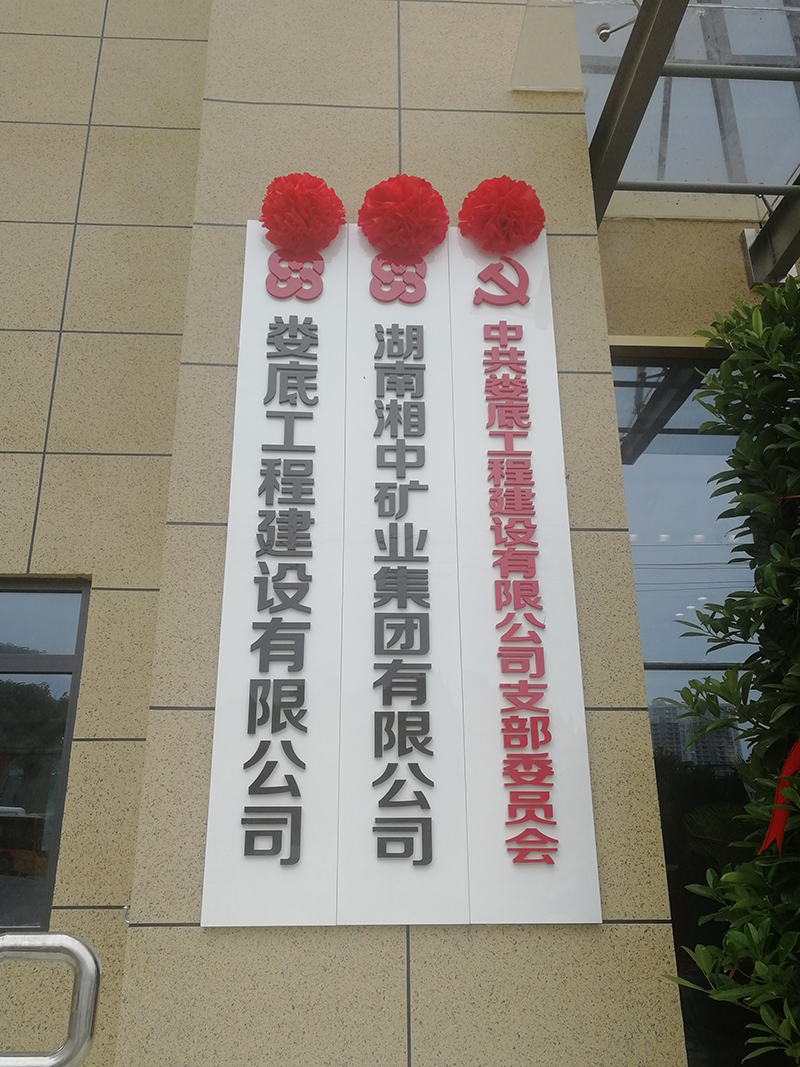 娄底工程建设有限公司
湖南湘中矿业集团有限公司
中共娄底工程建设有限公司支部委员会